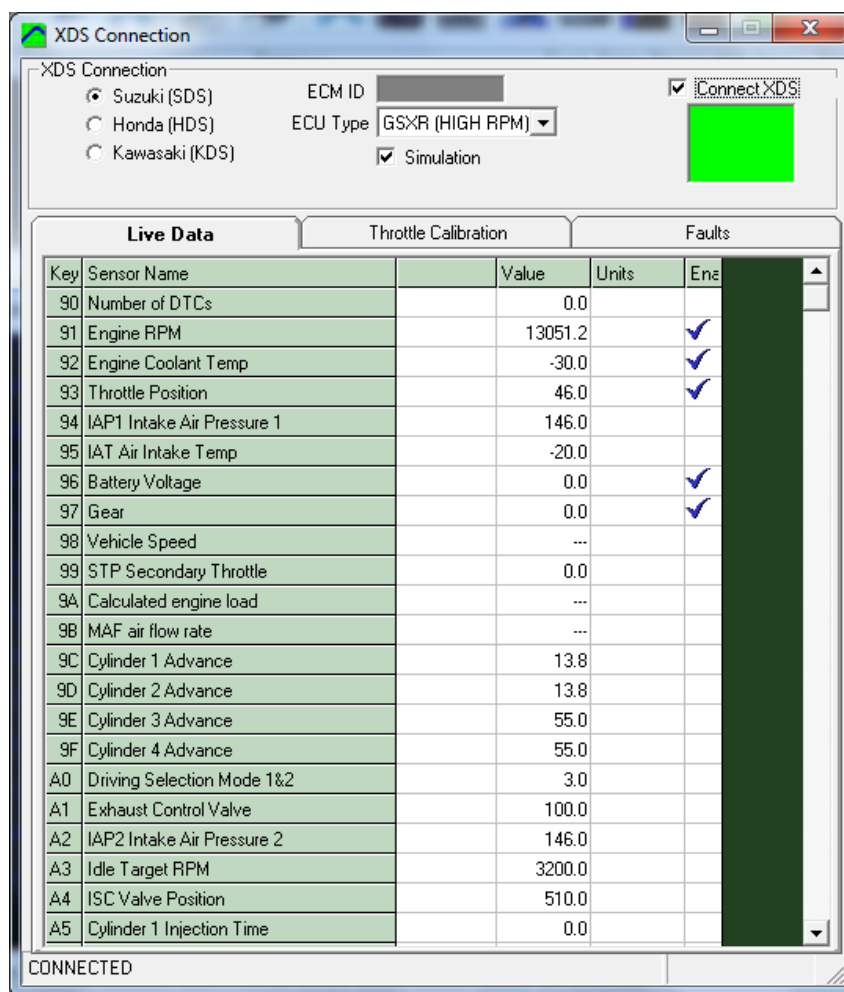 XDS Connection
XDS Connection
Suzuki (SDS)
Honda (HDS)
Kawasaki (KDS)
ECM ID
ECU Type GSXR (HIGH RPM)
Simulation
Connect XDS
Live Data Throttle Calibration Faults
Key Sensor Name Value Units Ena
90 Number of DTCs 0.0
91 Engine RPM 13051.2
92 Engine Coolant Temp -30.0
93 Throttle Position 46.0
94 IAP1 Intake Air Pressure 1 146.0
95 IAT Air Intake Temp -20.0
96 Battery Voltage 0.0
97 Gear 0.0
98 Vehicle Speed ---
99 STP Secondary Throttle 0.0
9A Calculated engine load ---
9B MAF air flow rate ---
9C Cylinder 1 Advance 13.8
9D Cylinder 2 Advance 13.8
9E Cylinder 3 Advance 55.0
9F Cylinder 4 Advance 55.0
A0 Driving Selection Mode 1&2 3.0
A1 Exhaust Control Valve 100.0
A2 IAP2 Intake Air Pressure 2 146.0
A3 Idle Target RPM 3200.0
A4 ISC Valve Position 510.0
A5 Cylinder 1 Injection Time 0.0
CONNECTED